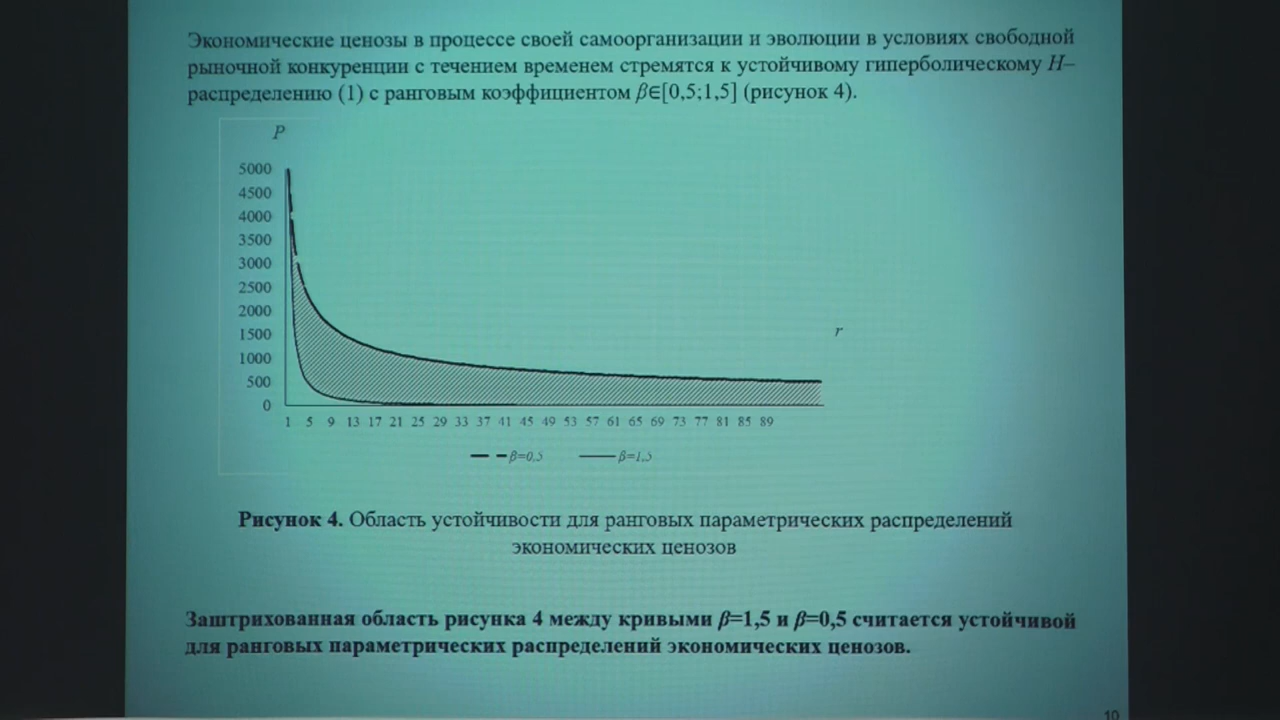 Экономические ценозы в процессе своей самоорганизации и эволюции в условиях свободной
рыночной конкуренции с течением временем стремятся к устойчивому гиперболическому H–
распределению (1) с ранговым коэффициентом β∈[0,5;1,5] (рисунок 4).
P
5000
4500
4000
3500
3000
2500
2000
1500
r
1000
500
0
1 5 9 13 17 21 25 29 33 37 41 45 49 53 57 61 65 69 73 77 81 85 89
β=0,5 β=1,5
Рисунок 4. Область устойчивости для ранговых параметрических распределений
экономических ценозов
Заштрихованная область рисунка 4 между кривыми β=1,5 и β=0,5 считается устойчивой
для ранговых параметрических распределений экономических ценозов.
10